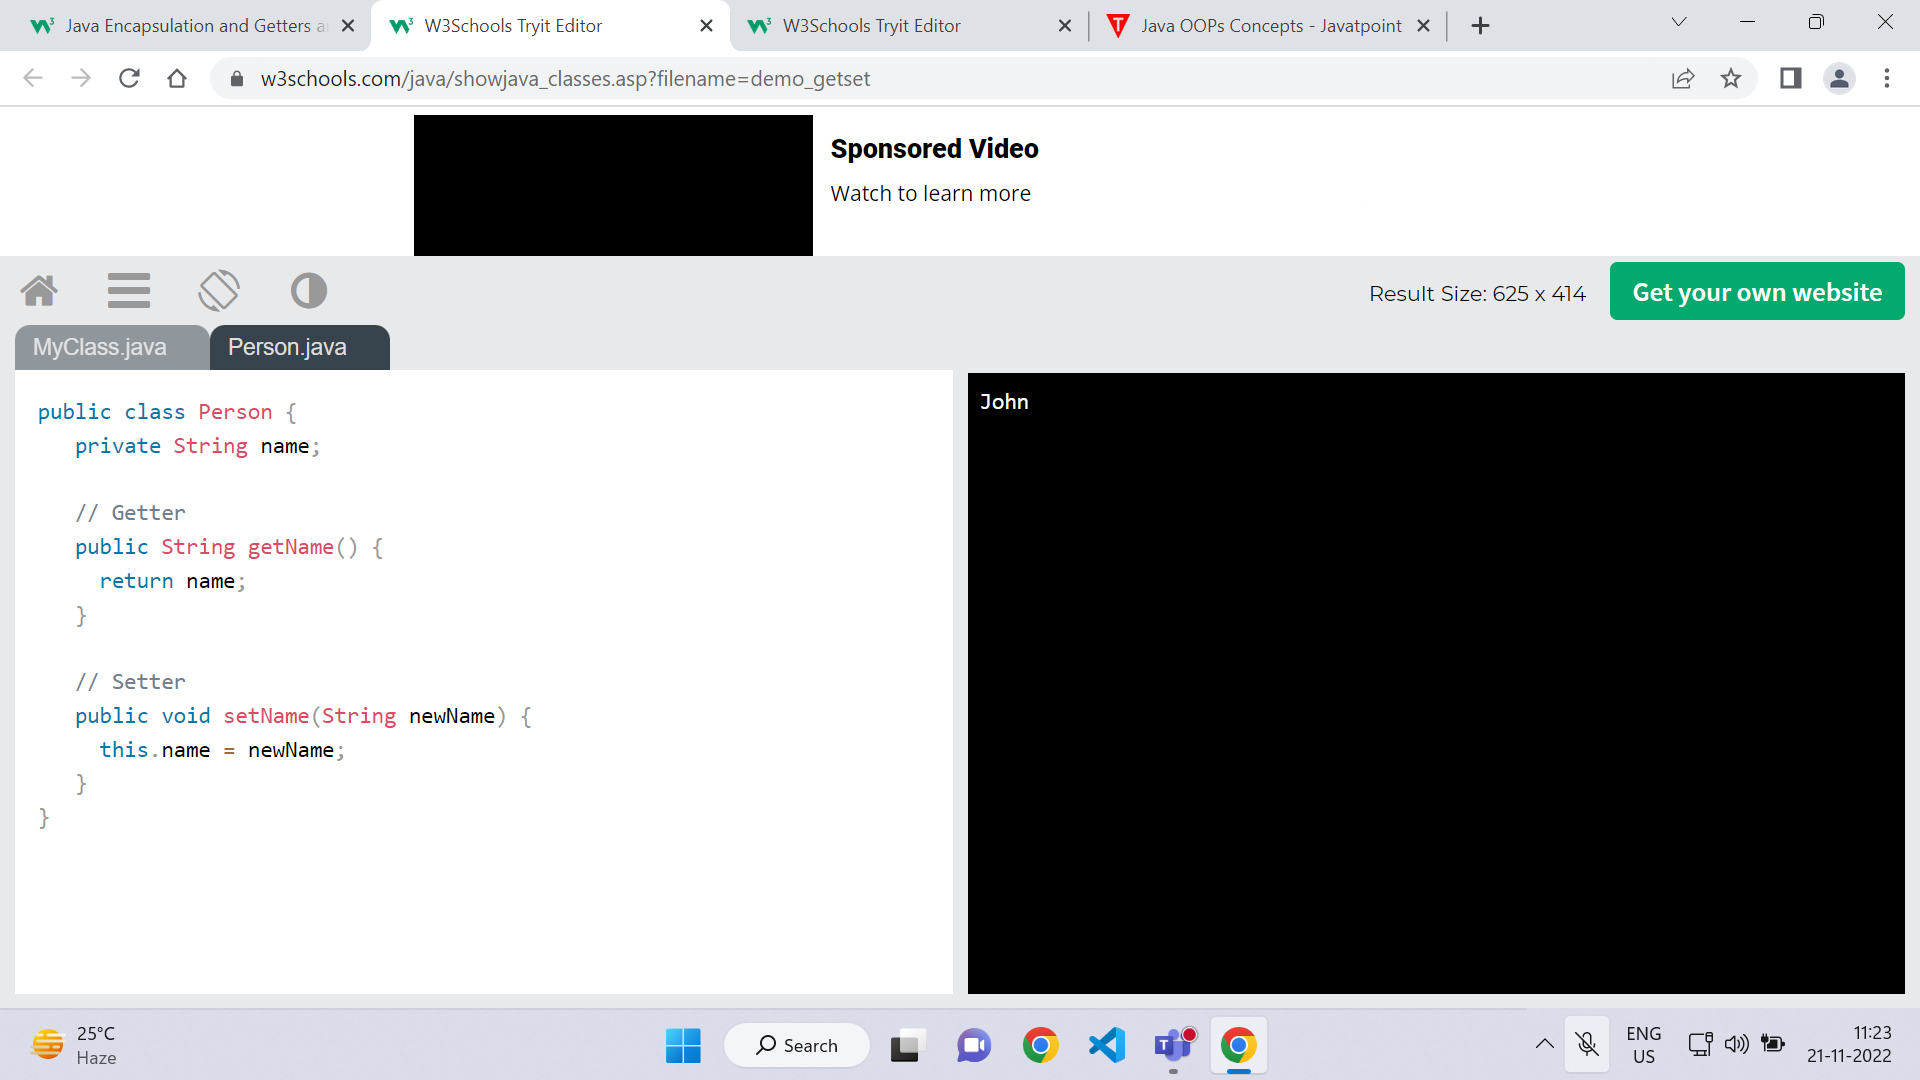 Java Encapsulation and Getters a
W3Schools Tryit Editor
W3Schools Tryit Editor
Java OOPs Concepts - Javatpoint
w3schools.com/java/showjava_classes.asp?filename=demo_getset
Sponsored Video
Watch to learn more
Result Size: 625 x 414
Get your own website
MyClass.java
Person.java
public class Person {
private String name;
// Getter
public String getName() {
return name;
}
// Setter
public void setName(String newName) {
this.name = newName;
}
}
John
25°C
Haze
Search
ENG
US
11:23
21-11-2022